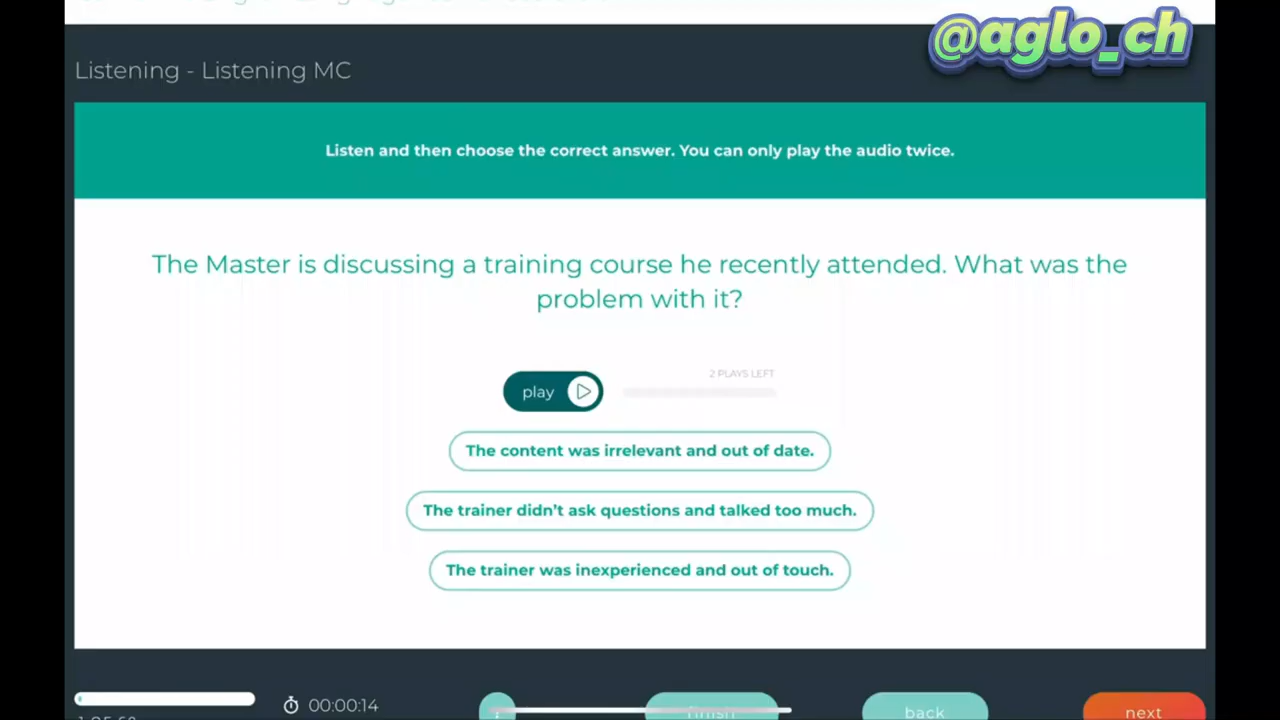 @aglo_ch
Listening - Listening MC
Listen and then choose the correct answer. You can only play the audio twice.
The Master is discussing a training course he recently attended. What was the
problem with it?
2 PLAYS LEFT
play
The content was irrelevant and out of date.
The trainer didn't ask questions and talked too much.
The trainer was inexperienced and out of touch.
00:00:14
finish
back
next